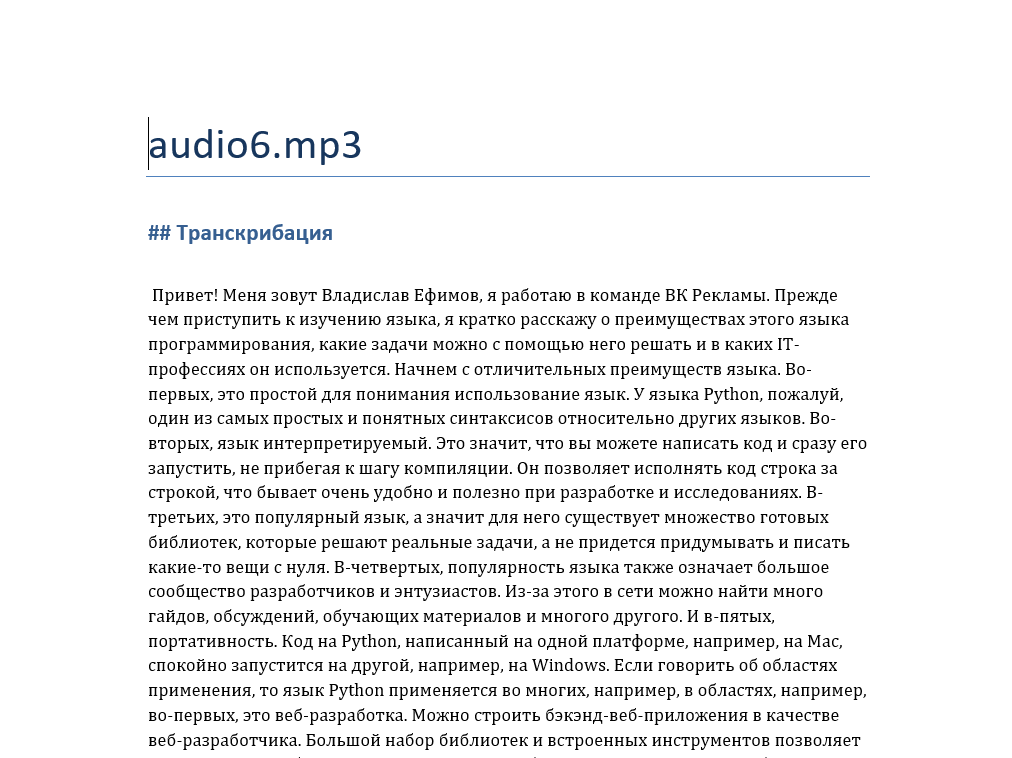 audio6.mp3
## Транскрибация
Привет! Меня зовут Владислав Ефимов, я работаю в команде ВК Рекламы. Прежде
чем приступить к изучению языка, я кратко расскажу о преимуществах этого языка
программирования, какие задачи можно с помощью него решать и в каких IT-
профессиях он используется. Начнем с отличительных преимуществ языка. Во-
первых, это простой для понимания использование язык. У языка Python, пожалуй,
один из самых простых и понятных синтаксисов относительно других языков. Во-
вторых, язык интерпретируемый. Это значит, что вы можете написать код и сразу его
запустить, не прибегая к шагу компиляции. Он позволяет исполнять код строка за
строкой, что бывает очень удобно и полезно при разработке и исследованиях. В-
третьих, это популярный язык, а значит для него существует множество готовых
библиотек, которые решают реальные задачи, а не придется придумывать и писать
какие-то вещи с нуля. В-четвертых, популярность языка также означает большое
сообщество разработчиков и энтузиастов. Из-за этого в сети можно найти много
гайдов, обсуждений, обучающих материалов и многого другого. И в-пятых,
портативность. Код на Python, написанный на одной платформе, например, на Mac,
спокойно запустится на другой, например, на Windows. Если говорить об областях
применения, то язык Python применяется во многих, например, в областях, например,
во-первых, это веб-разработка. Можно строить бэкэнд-веб-приложения в качестве
веб-разработчика. Большой набор библиотек и встроенных инструментов позволяет